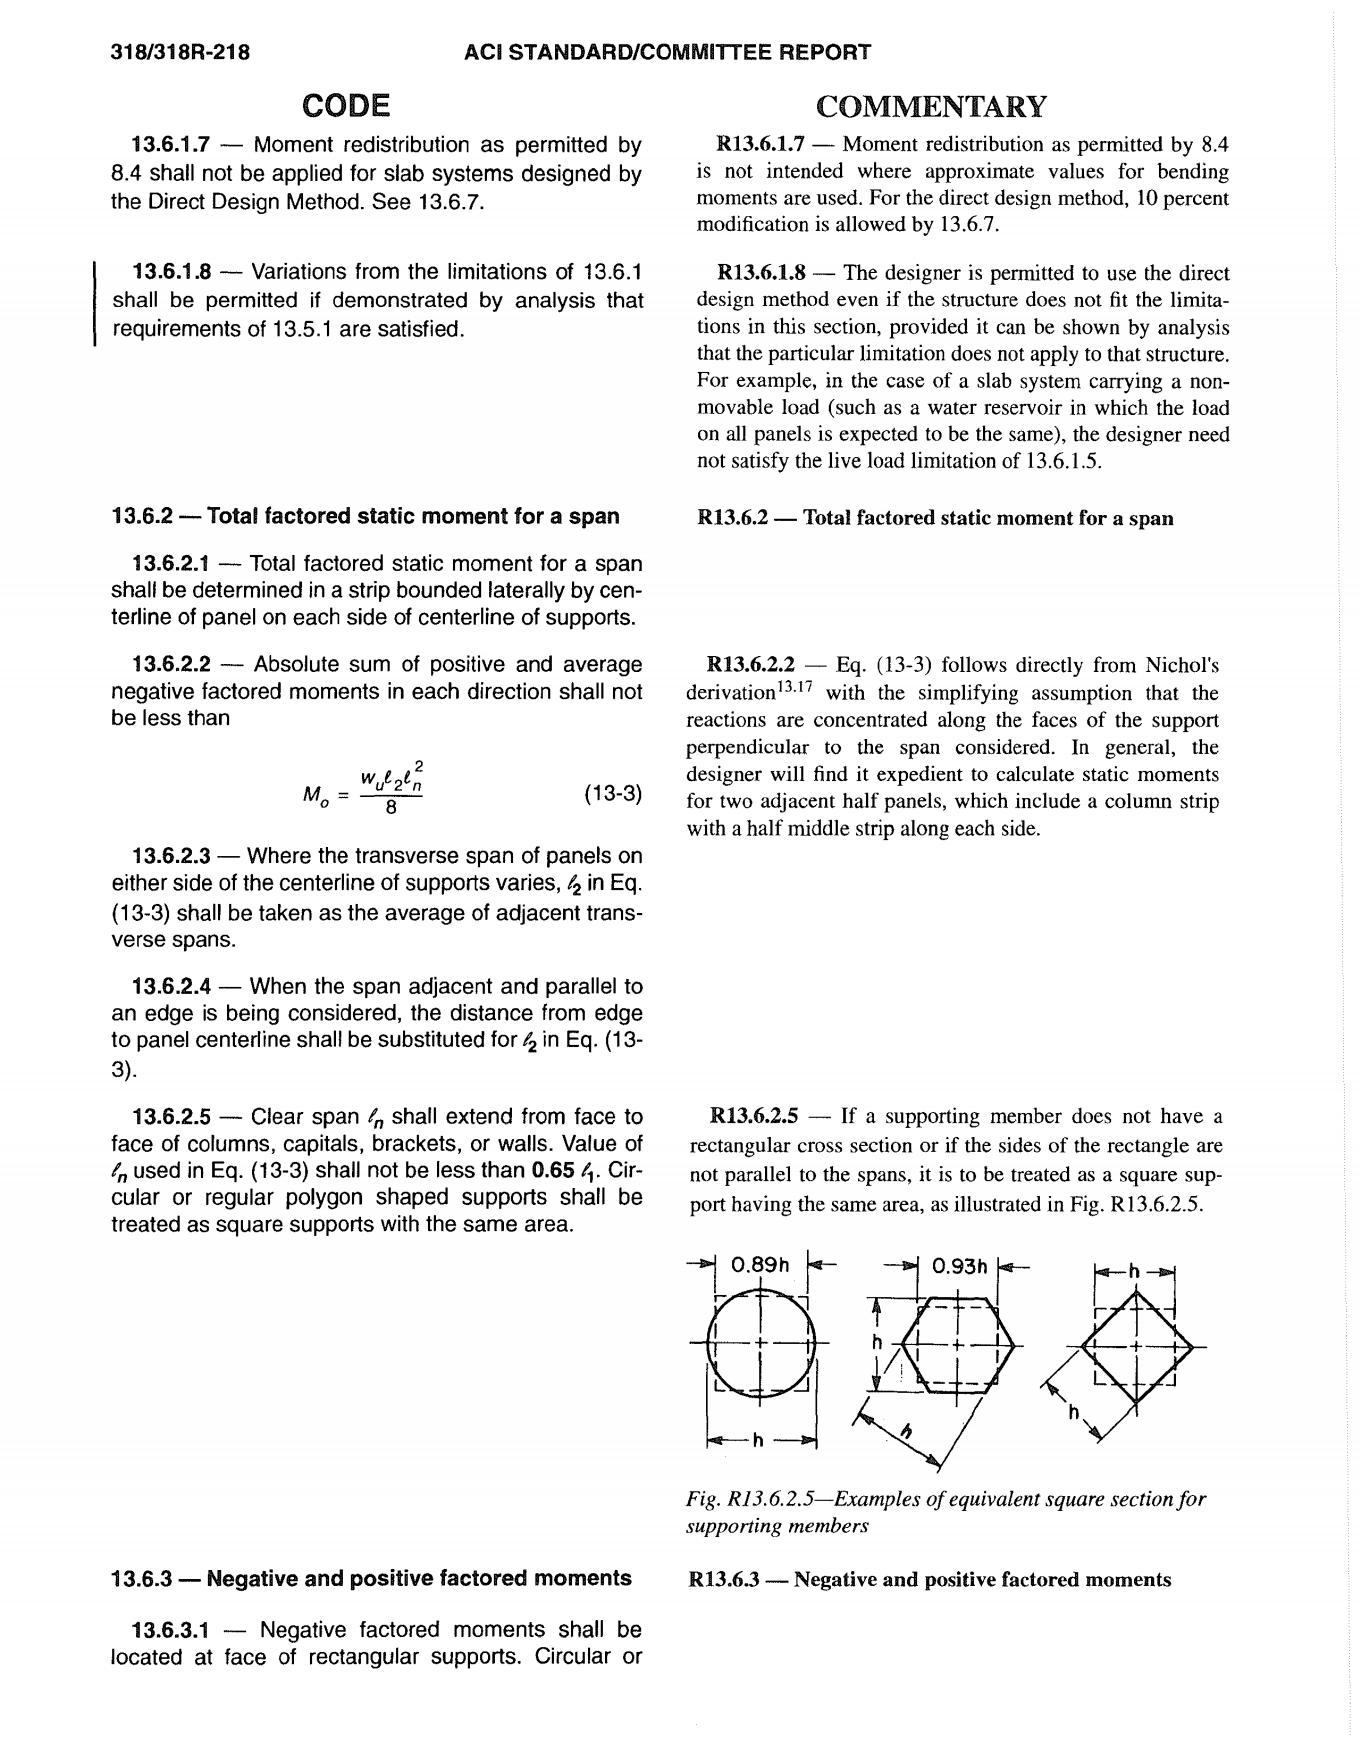 318/318R-218
ACI STANDARD/COMMITTEE REPORT
CODE
13.6.1.7 — Moment redistribution as permitted by
8.4 shall not be applied for slab systems designed by
the Direct Design Method. See 13.6.7.
13.6.1.8 — Variations from the limitations of 13.6.1
shall be permitted if demonstrated by analysis that
requirements of 13.5.1 are satisfied.
13.6.2 — Total factored static moment for a span
13.6.2.1 — Total factored static moment for a span
shall be determined in a strip bounded laterally by cen-
terline of panel on each side of centerline of supports.
13.6.2.2 — Absolute sum of positive and average
negative factored moments in each direction shall not
be less than
Mₒ = wᵤℓ₂ℓₙ² / 8 (13-3)
13.6.2.3 — Where the transverse span of panels on
either side of the centerline of supports varies, ℓ₂ in Eq.
(13-3) shall be taken as the average of adjacent trans-
verse spans.
13.6.2.4 — When the span adjacent and parallel to
an edge is being considered, the distance from edge
to panel centerline shall be substituted for ℓ₂ in Eq. (13-
3).
13.6.2.5 — Clear span ℓₙ shall extend from face to
face of columns, capitals, brackets, or walls. Value of
ℓₙ used in Eq. (13-3) shall not be less than 0.65 ℓ₁. Cir-
cular or regular polygon shaped supports shall be
treated as square supports with the same area.
13.6.3 — Negative and positive factored moments
13.6.3.1 — Negative factored moments shall be
located at face of rectangular supports. Circular or
COMMENTARY
R13.6.1.7 — Moment redistribution as permitted by 8.4
is not intended where approximate values for bending
moments are used. For the direct design method, 10 percent
modification is allowed by 13.6.7.
R13.6.1.8 — The designer is permitted to use the direct
design method even if the structure does not fit the limita-
tions in this section, provided it can be shown by analysis
that the particular limitation does not apply to that structure.
For example, in the case of a slab system carrying a non-
movable load (such as a water reservoir in which the load
on all panels is expected to be the same), the designer need
not satisfy the live load limitation of 13.6.1.5.
R13.6.2 — Total factored static moment for a span
R13.6.2.2 — Eq. (13-3) follows directly from Nichol's
derivation¹³·¹⁷ with the simplifying assumption that the
reactions are concentrated along the faces of the support
perpendicular to the span considered. In general, the
designer will find it expedient to calculate static moments
for two adjacent half panels, which include a column strip
with a half middle strip along each side.
R13.6.2.5 — If a supporting member does not have a
rectangular cross section or if the sides of the rectangle are
not parallel to the spans, it is to be treated as a square sup-
port having the same area, as illustrated in Fig. R13.6.2.5.
0.89h
0.93h
h
h
h
h
h
Fig. R13.6.2.5—Examples of equivalent square section for
supporting members
R13.6.3 — Negative and positive factored moments